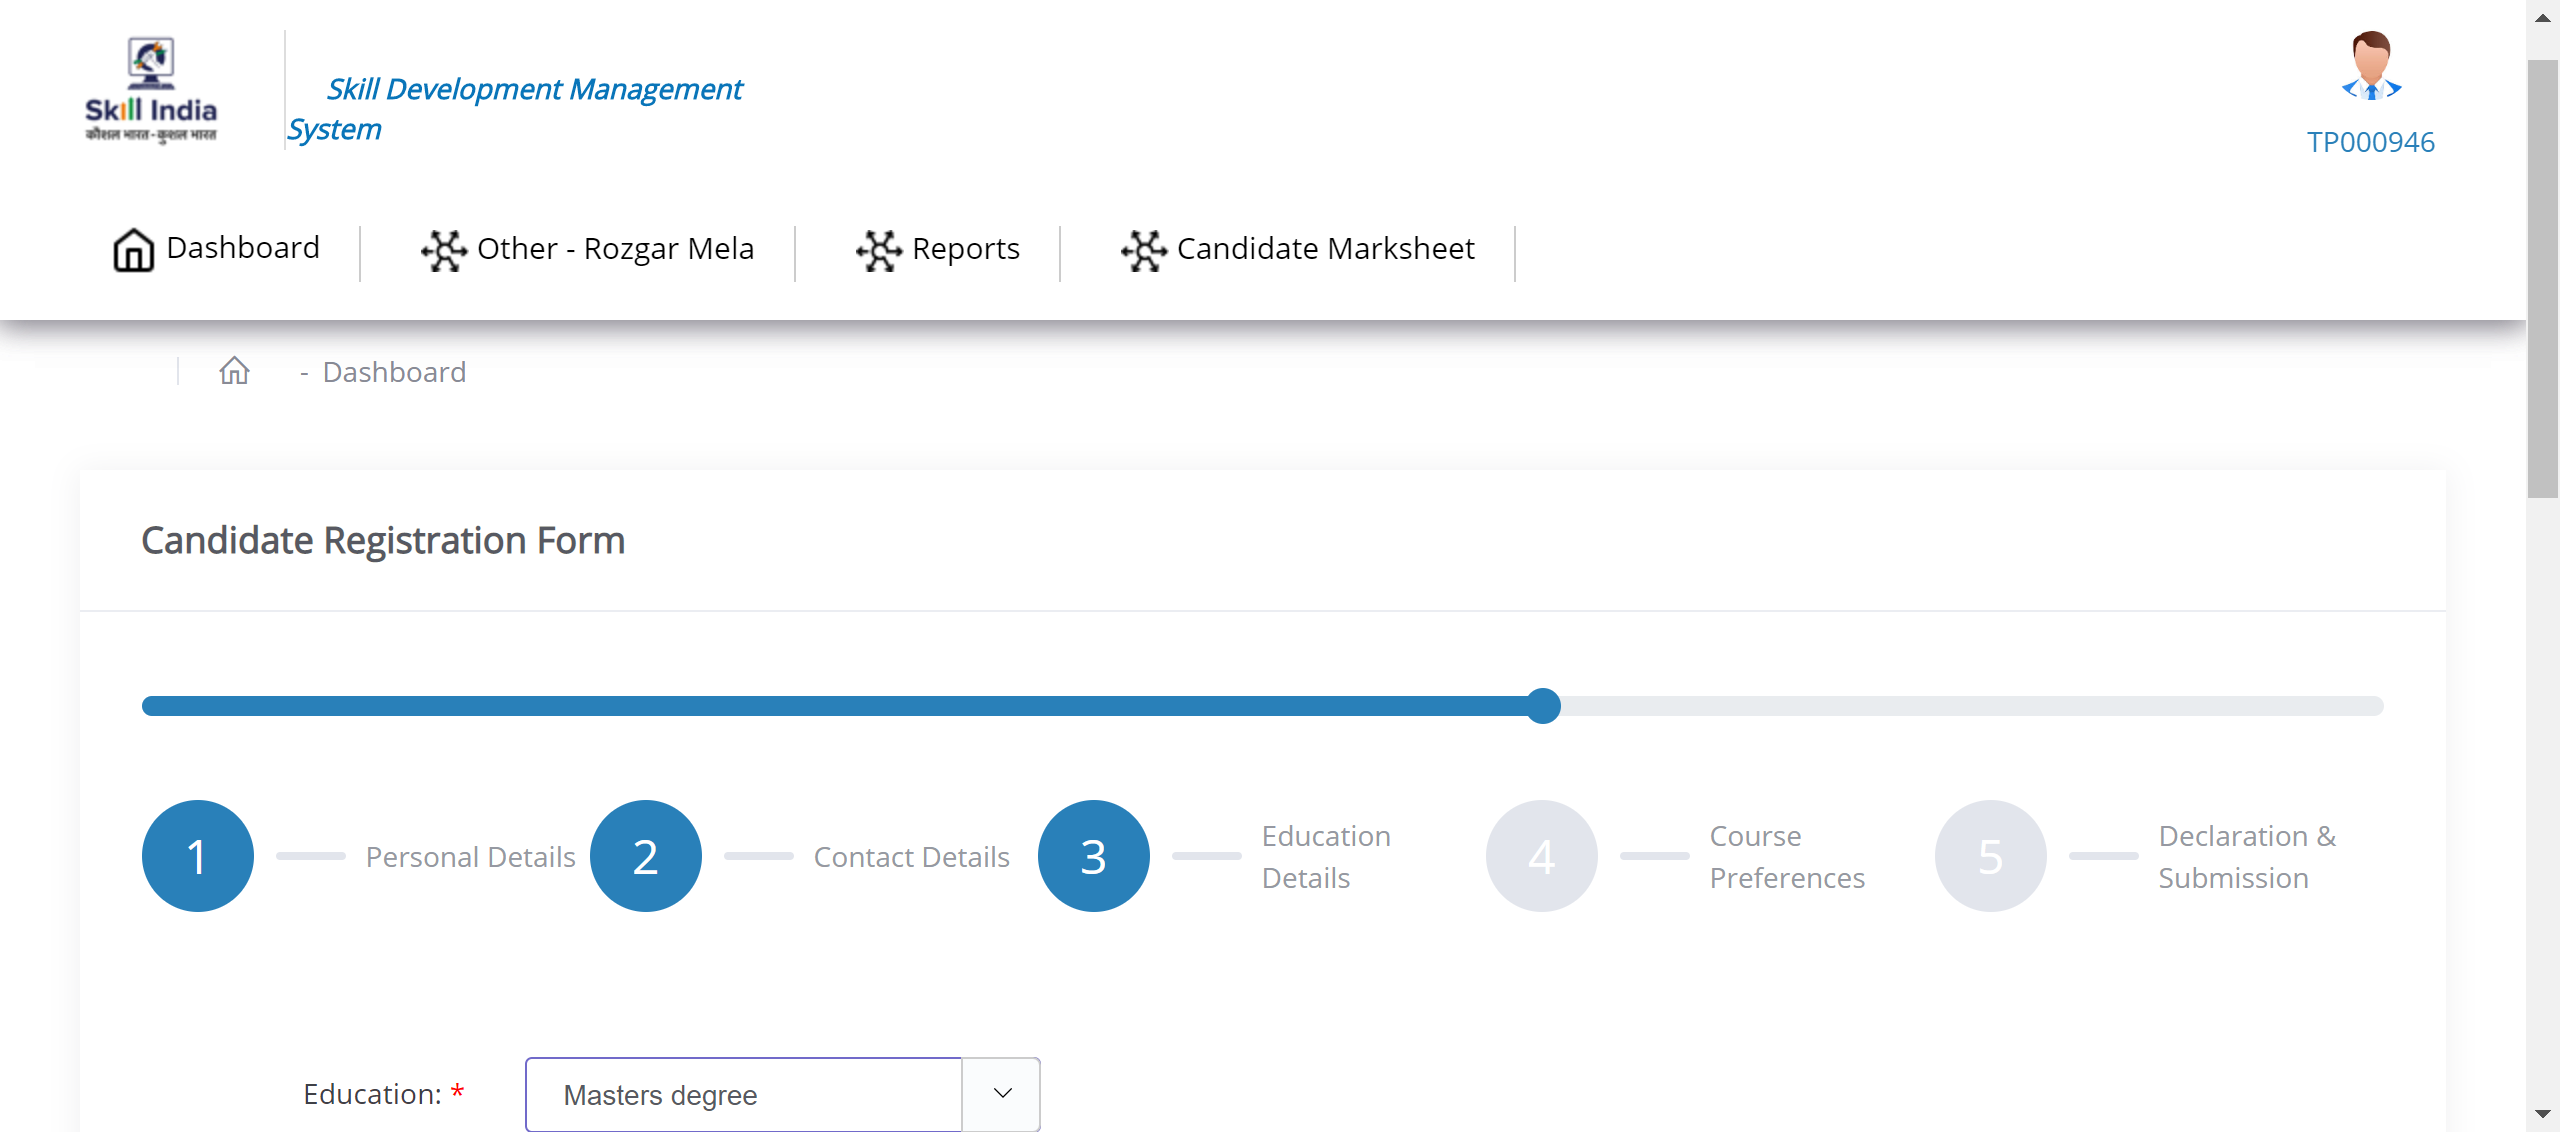 Skill India
कौशल भारत-कुशल भारत
Skill Development Management
System
TP000946
Dashboard
Other - Rozgar Mela
Reports
Candidate Marksheet
- Dashboard
Candidate Registration Form
1 Personal Details 2 Contact Details 3 Education Details 4 Course Preferences 5 Declaration & Submission
Education: * Masters degree